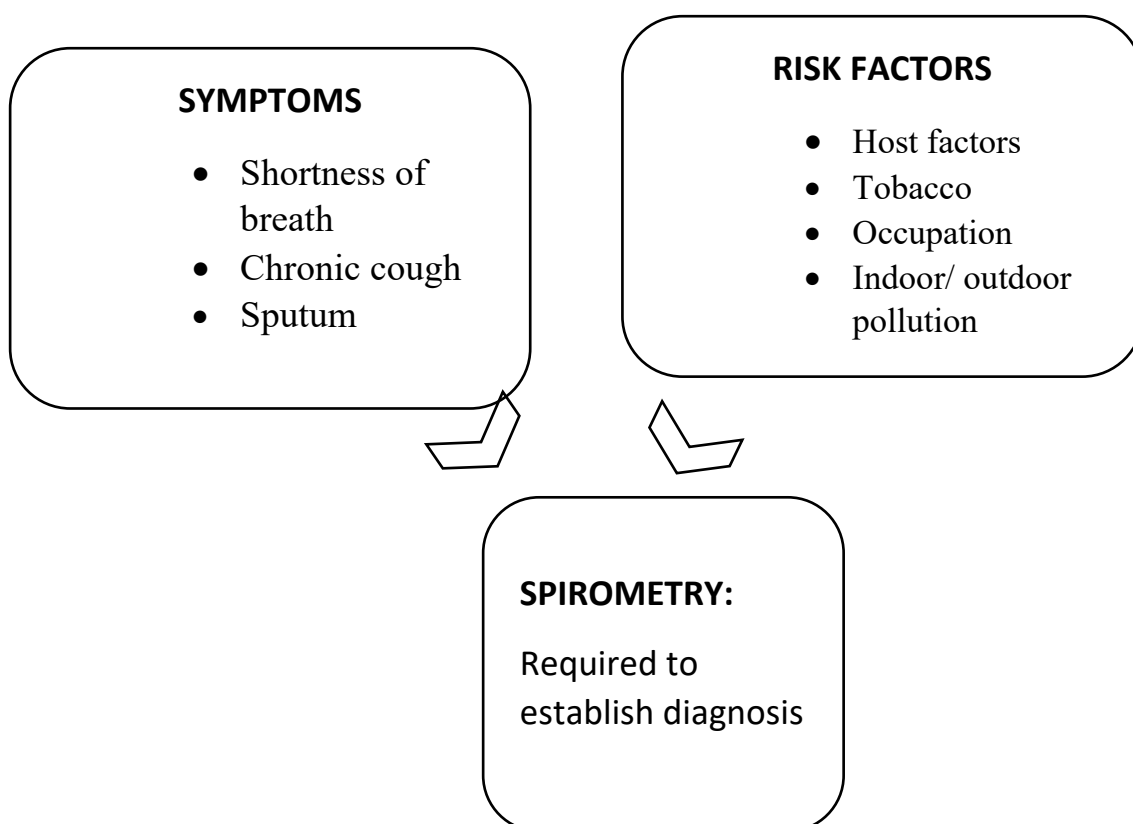 SYMPTOMS
• Shortness of
breath
• Chronic cough
• Sputum
RISK FACTORS
• Host factors
• Tobacco
• Occupation
• Indoor/ outdoor
pollution
SPIROMETRY:
Required to
establish diagnosis